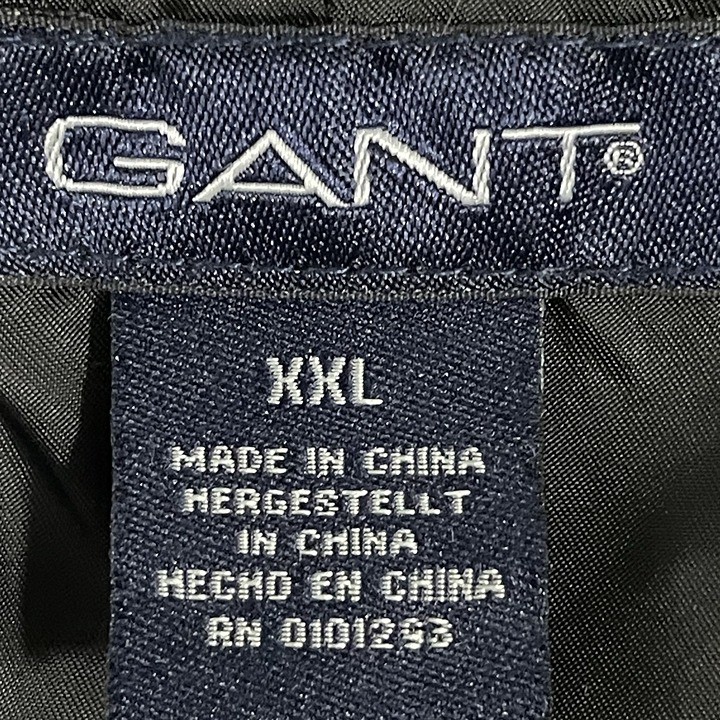 GANT®
XXL
MADE IN CHINA
HERGESTELLT
IN CHINA
HECHO EN CHINA
RN 0101293